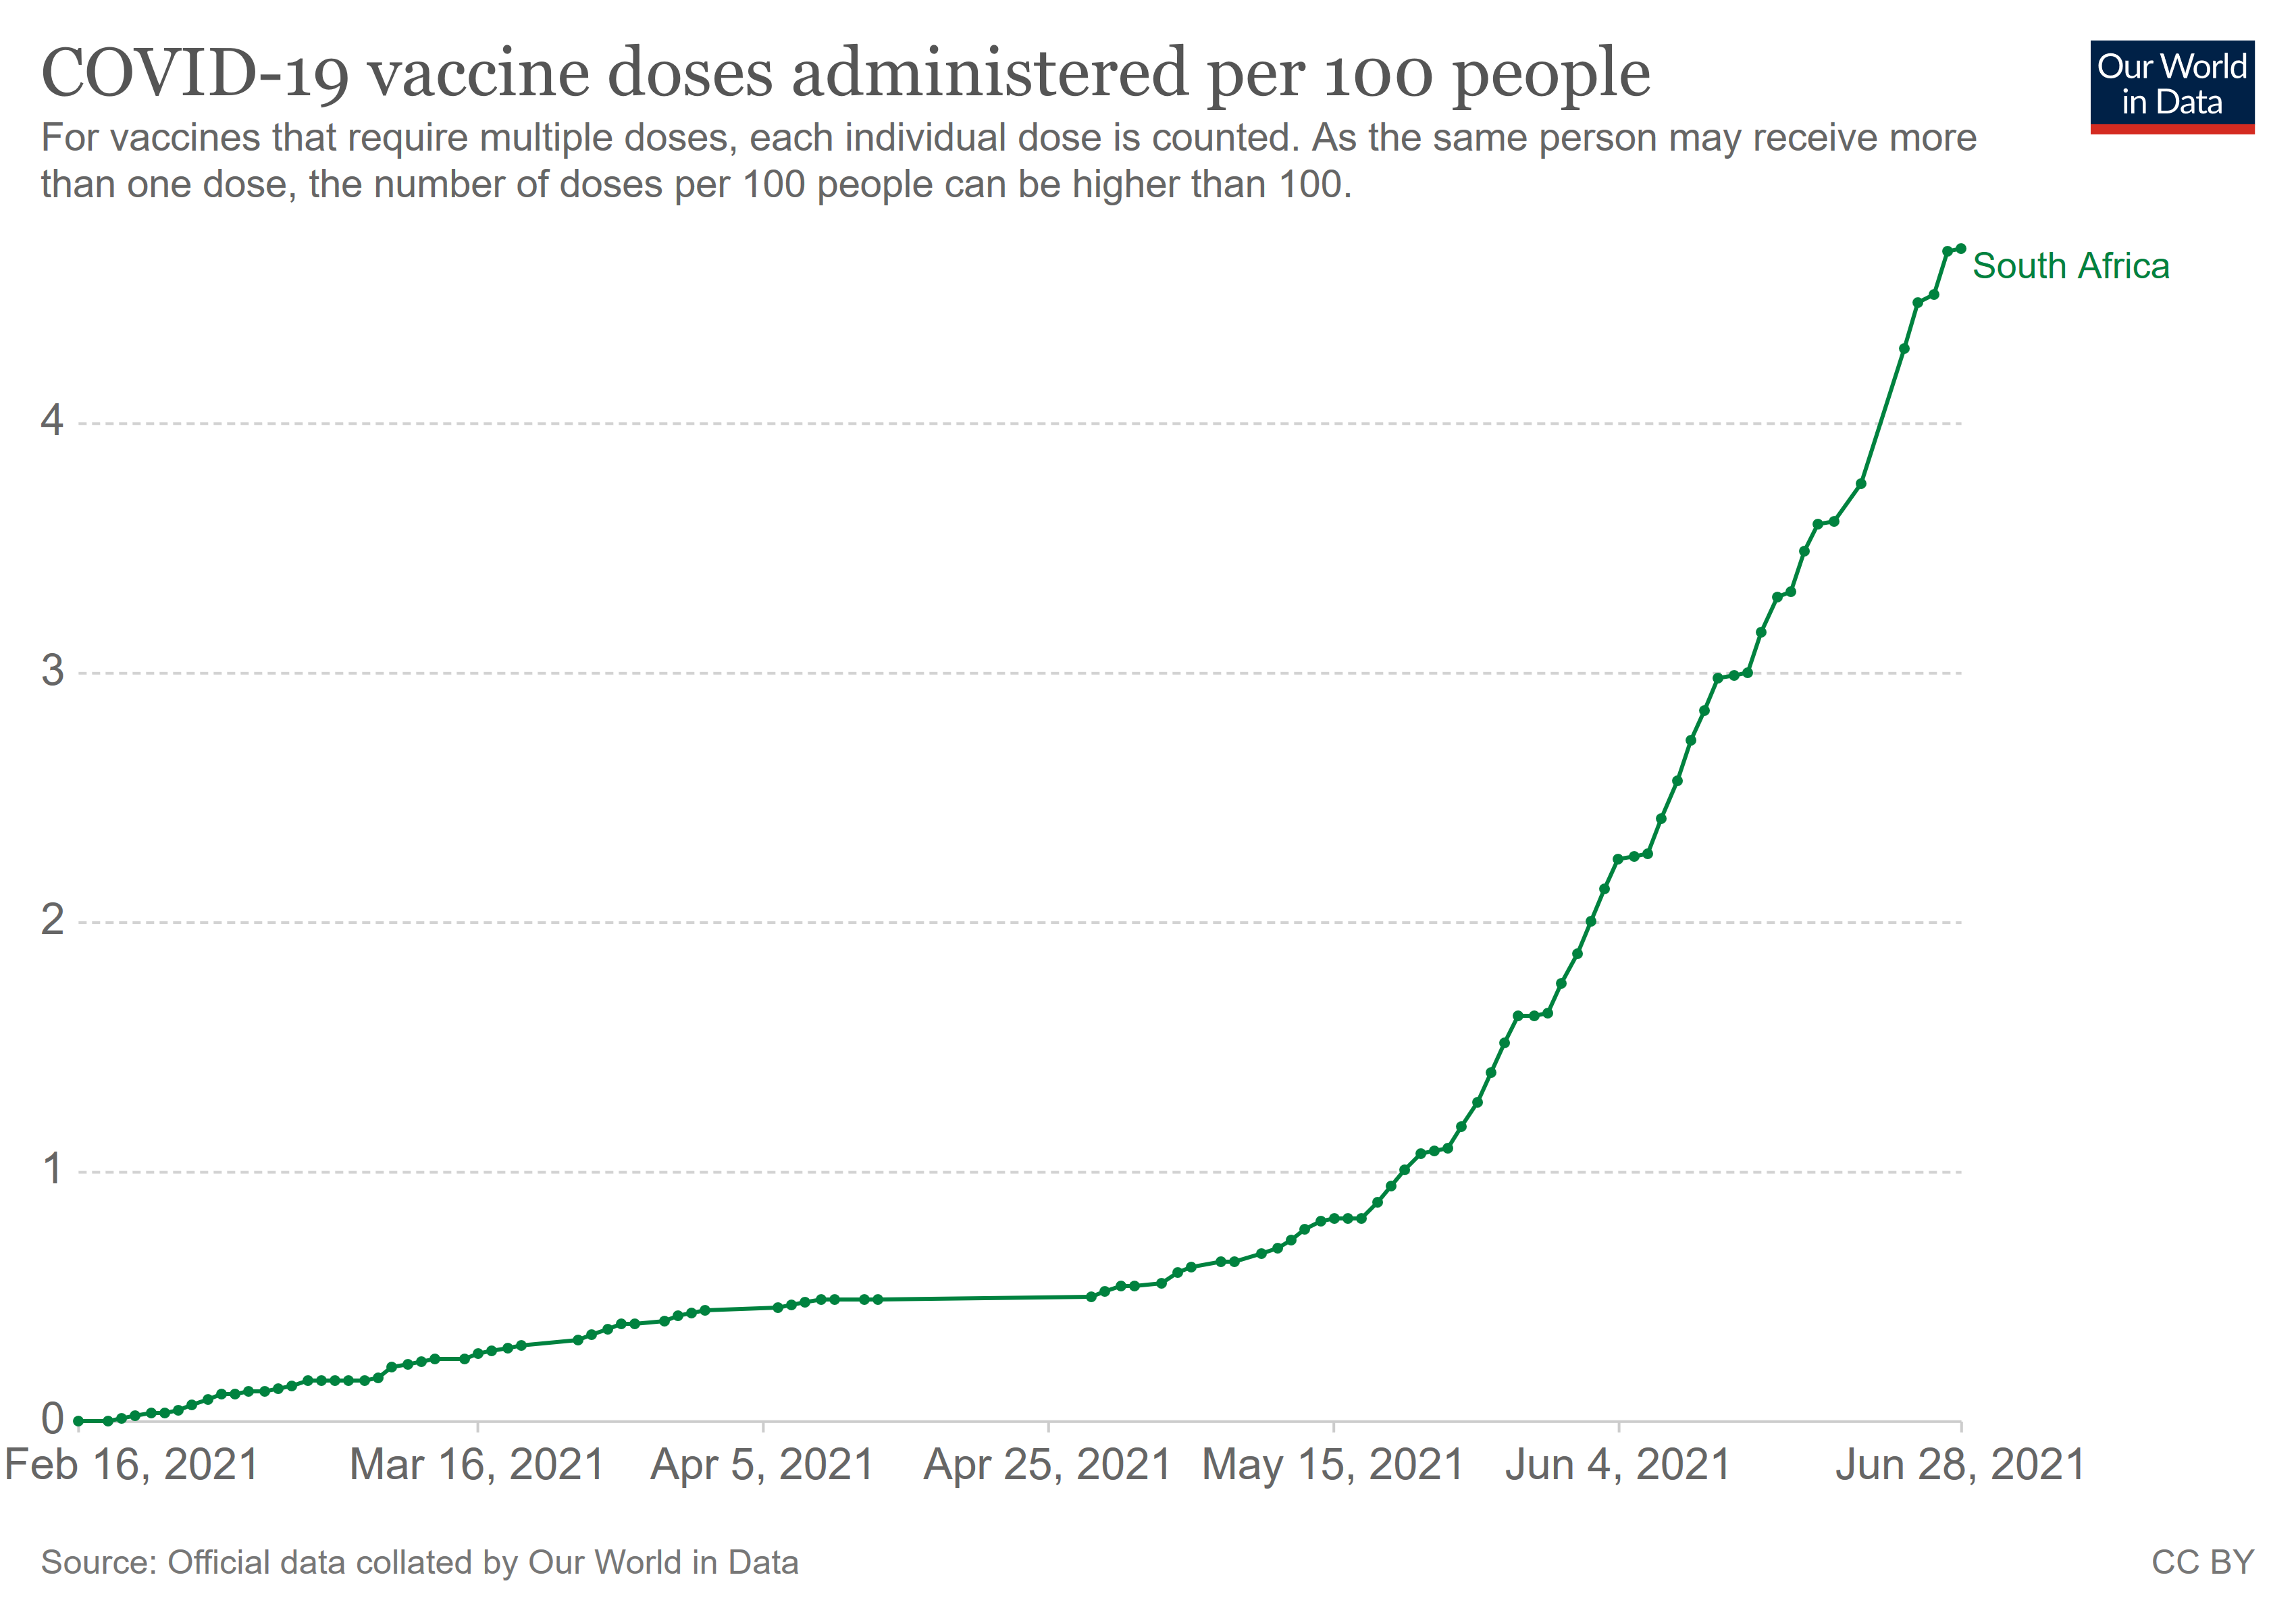 COVID-19 vaccine doses administered per 100 people
Our World
in Data
For vaccines that require multiple doses, each individual dose is counted. As the same person may receive more
than one dose, the number of doses per 100 people can be higher than 100.
South Africa
4
3
2
1
0
Feb 16, 2021 Mar 16, 2021 Apr 5, 2021 Apr 25, 2021 May 15, 2021 Jun 4, 2021 Jun 28, 2021
Source: Official data collated by Our World in Data CC BY